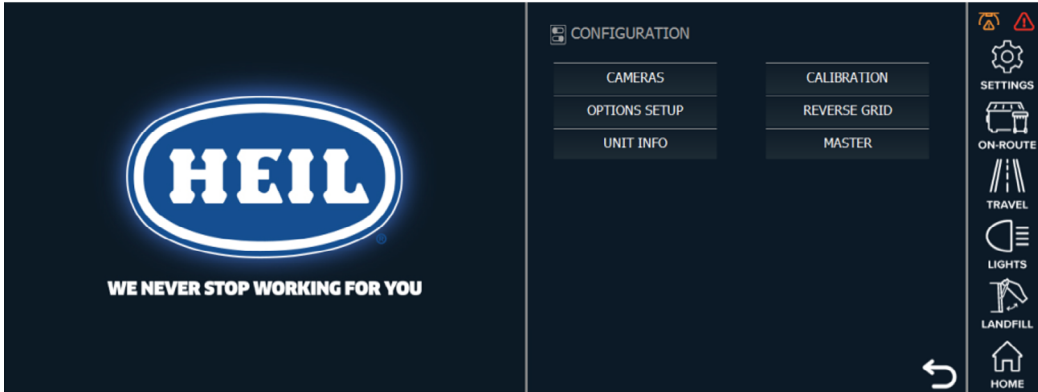 HEIL
®
WE NEVER STOP WORKING FOR YOU
CONFIGURATION
CAMERAS
CALIBRATION
OPTIONS SETUP
REVERSE GRID
UNIT INFO
MASTER
SETTINGS
ON-ROUTE
TRAVEL
LIGHTS
LANDFILL
HOME